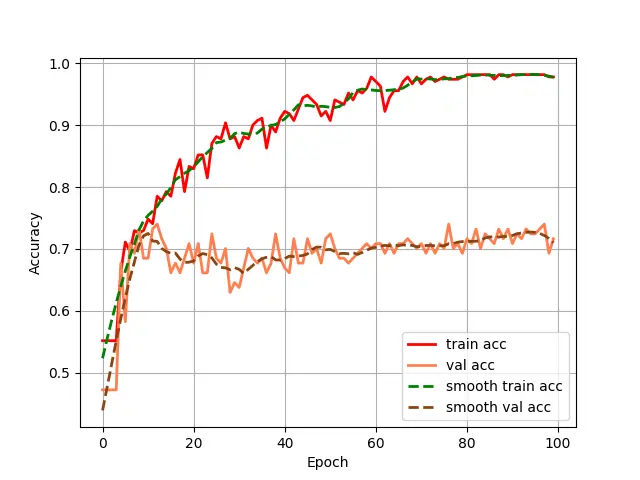 1.0
0.9
0.8
0.7
0.6
0.5
Accuracy
0 20 40 60 80 100
Epoch
train acc
val acc
smooth train acc
smooth val acc